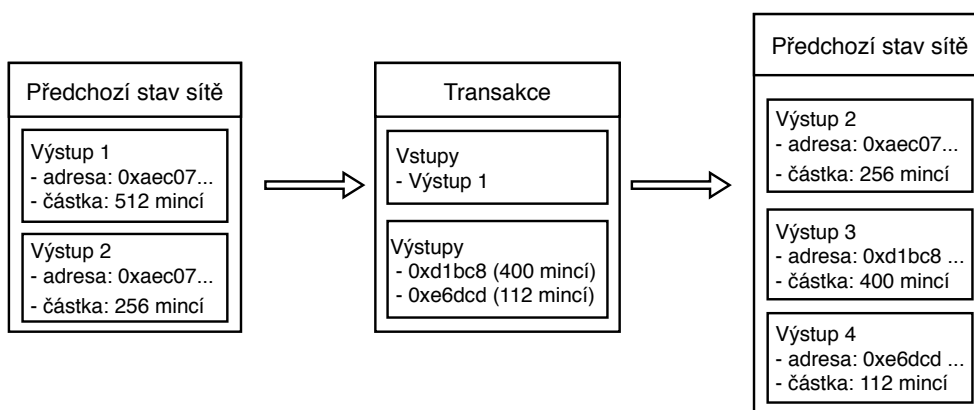 Předchozí stav sítě
Výstup 1
- adresa: 0xaec07...
- částka: 512 mincí
Výstup 2
- adresa: 0xaec07...
- částka: 256 mincí
Transakce
Vstupy
- Výstup 1
Výstupy
- 0xd1bc8 (400 mincí)
- 0xe6dcd (112 mincí)
Předchozí stav sítě
Výstup 2
- adresa: 0xaec07...
- částka: 256 mincí
Výstup 3
- adresa: 0xd1bc8 ...
- částka: 400 mincí
Výstup 4
- adresa: 0xe6dcd ...
- částka: 112 mincí